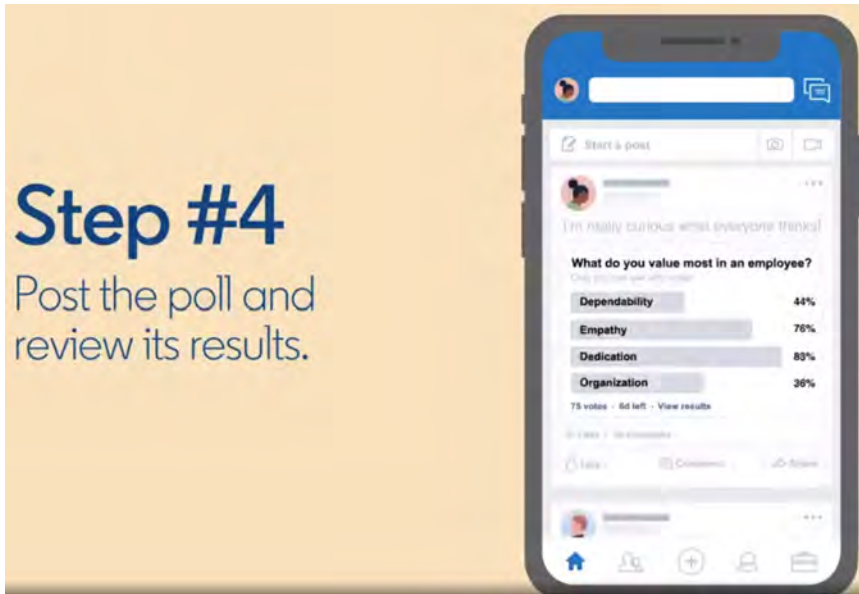 Step #4
Post the poll and
review its results.
Start a post
I'm really curious what everyone thinks!
What do you value most in an employee?
Dependability 44%
Empathy 76%
Dedication 83%
Organization 36%
75 votes · 6d left · View results
Like Comment Share